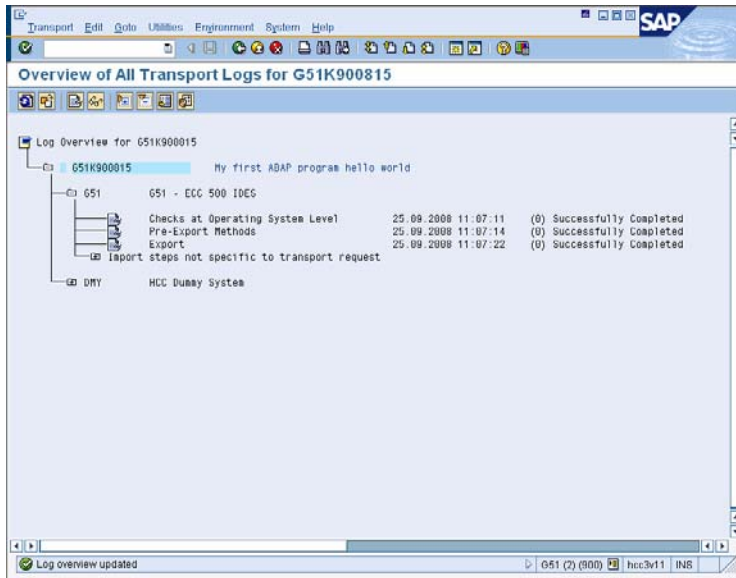 Transport Edit Goto Utilities Environment System Help
SAP
Overview of All Transport Logs for G51K900815
Log Overview for G51K900015
G51K900015 My first ABAP program hello world
G51 G51 - ECC 500 IDES
Checks at Operating System Level 25.09.2008 11:07:11 (0) Successfully Completed
Pre-Export Methods 25.09.2008 11:07:14 (0) Successfully Completed
Export 25.09.2008 11:07:22 (0) Successfully Completed
Import steps not specific to transport request
DMY HCC Dummy System
Log overview updated
G51 (2) (900) hcc3v11 INS